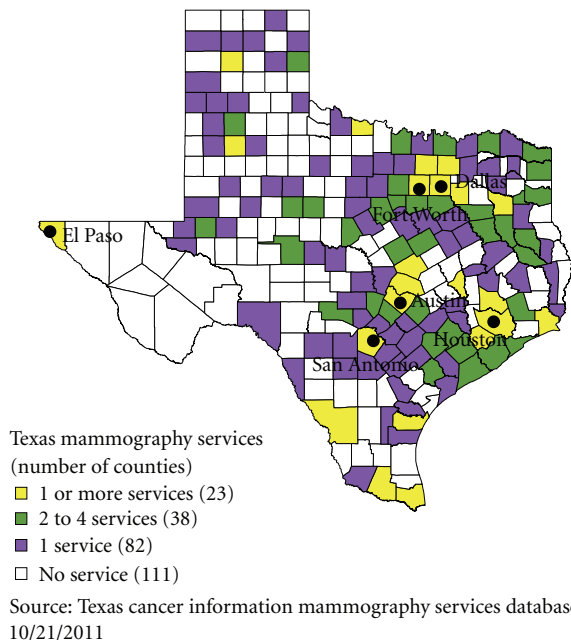 Dallas
Fort Worth
El Paso
Austin
Houston
San Antonio
Texas mammography services
(number of counties)
1 or more services (23)
2 to 4 services (38)
1 service (82)
No service (111)
Source: Texas cancer information mammography services database
10/21/2011